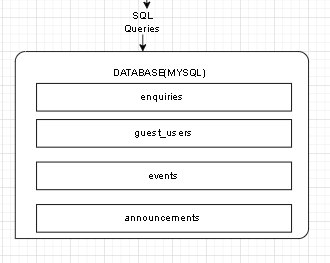 SQL
Queries
DATABASE(MYSQL)
enquiries
guest_users
events
announcements